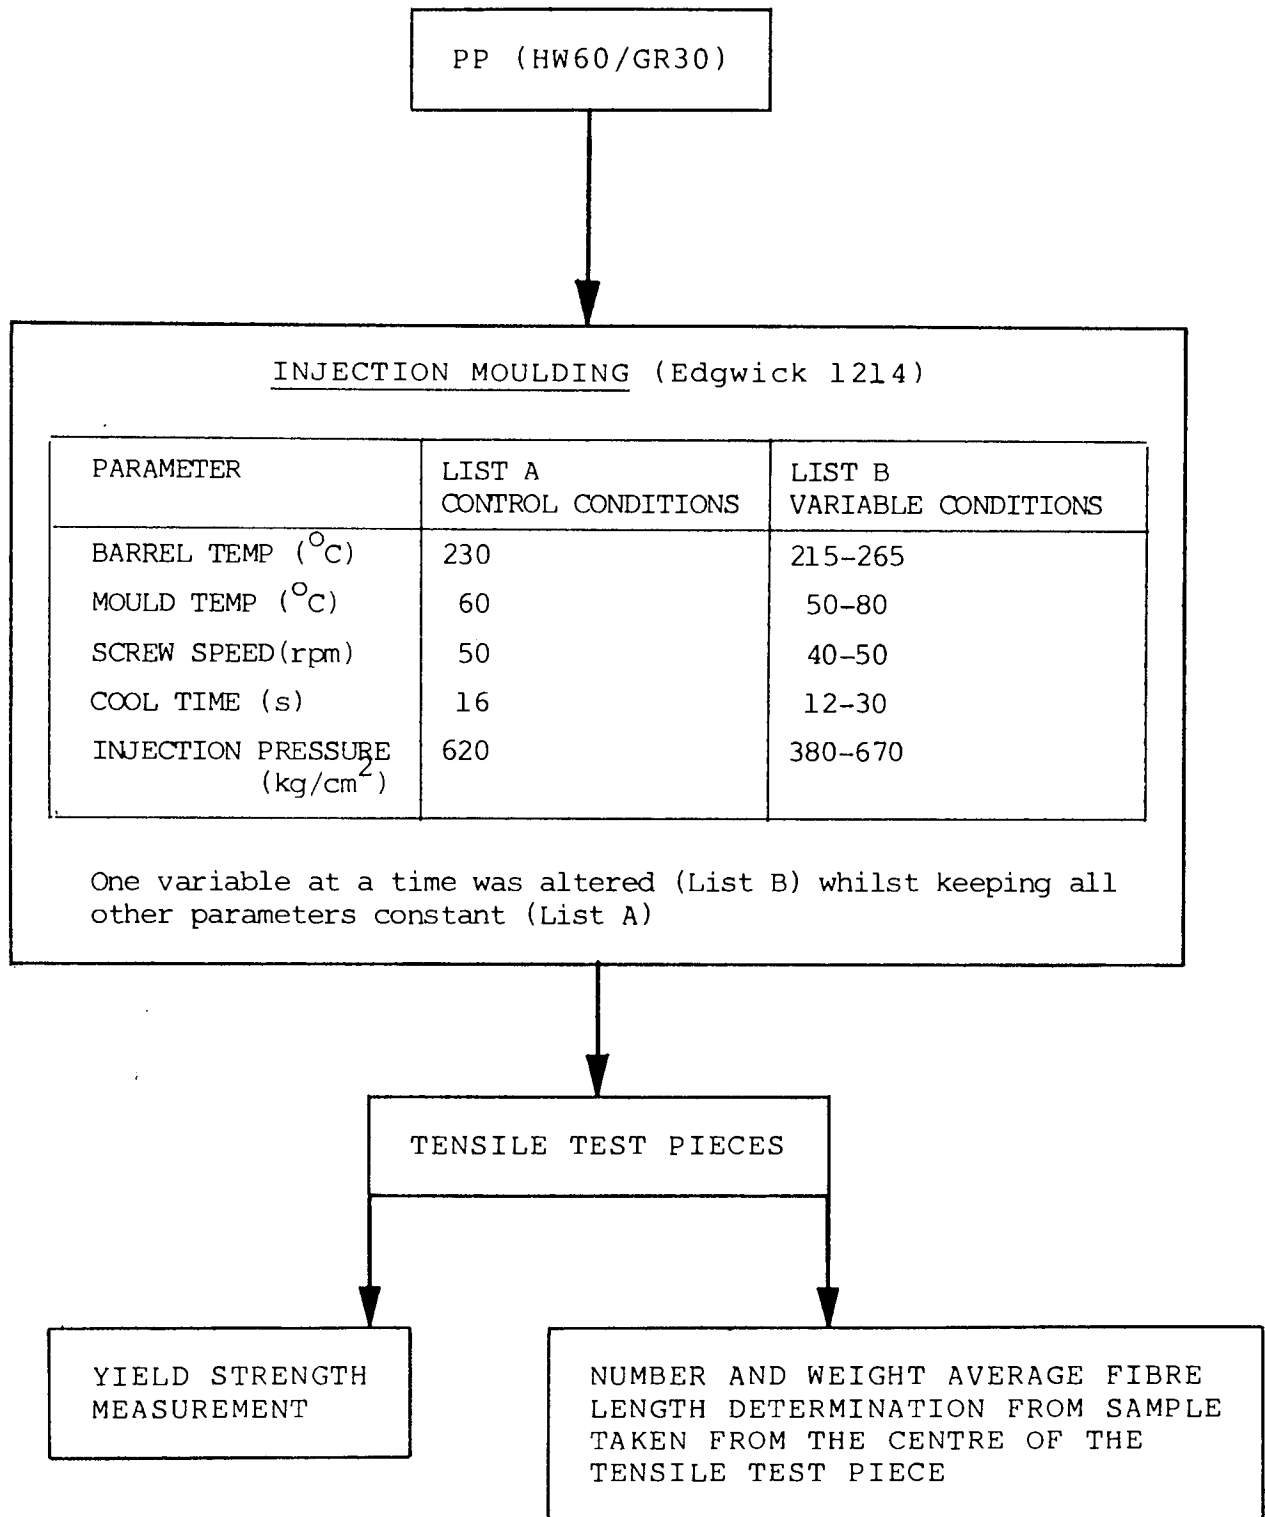 PP (HW60/GR30)
INJECTION MOULDING (Edgwick 1214)
PARAMETER
LIST A
CONTROL CONDITIONS
LIST B
VARIABLE CONDITIONS
BARREL TEMP (°C) 230 215-265
MOULD TEMP (°C) 60 50-80
SCREW SPEED(rpm) 50 40-50
COOL TIME (s) 16 12-30
INJECTION PRESSURE 620 380-670
(kg/cm²)
One variable at a time was altered (List B) whilst keeping all
other parameters constant (List A)
TENSILE TEST PIECES
YIELD STRENGTH
MEASUREMENT
NUMBER AND WEIGHT AVERAGE FIBRE
LENGTH DETERMINATION FROM SAMPLE
TAKEN FROM THE CENTRE OF THE
TENSILE TEST PIECE